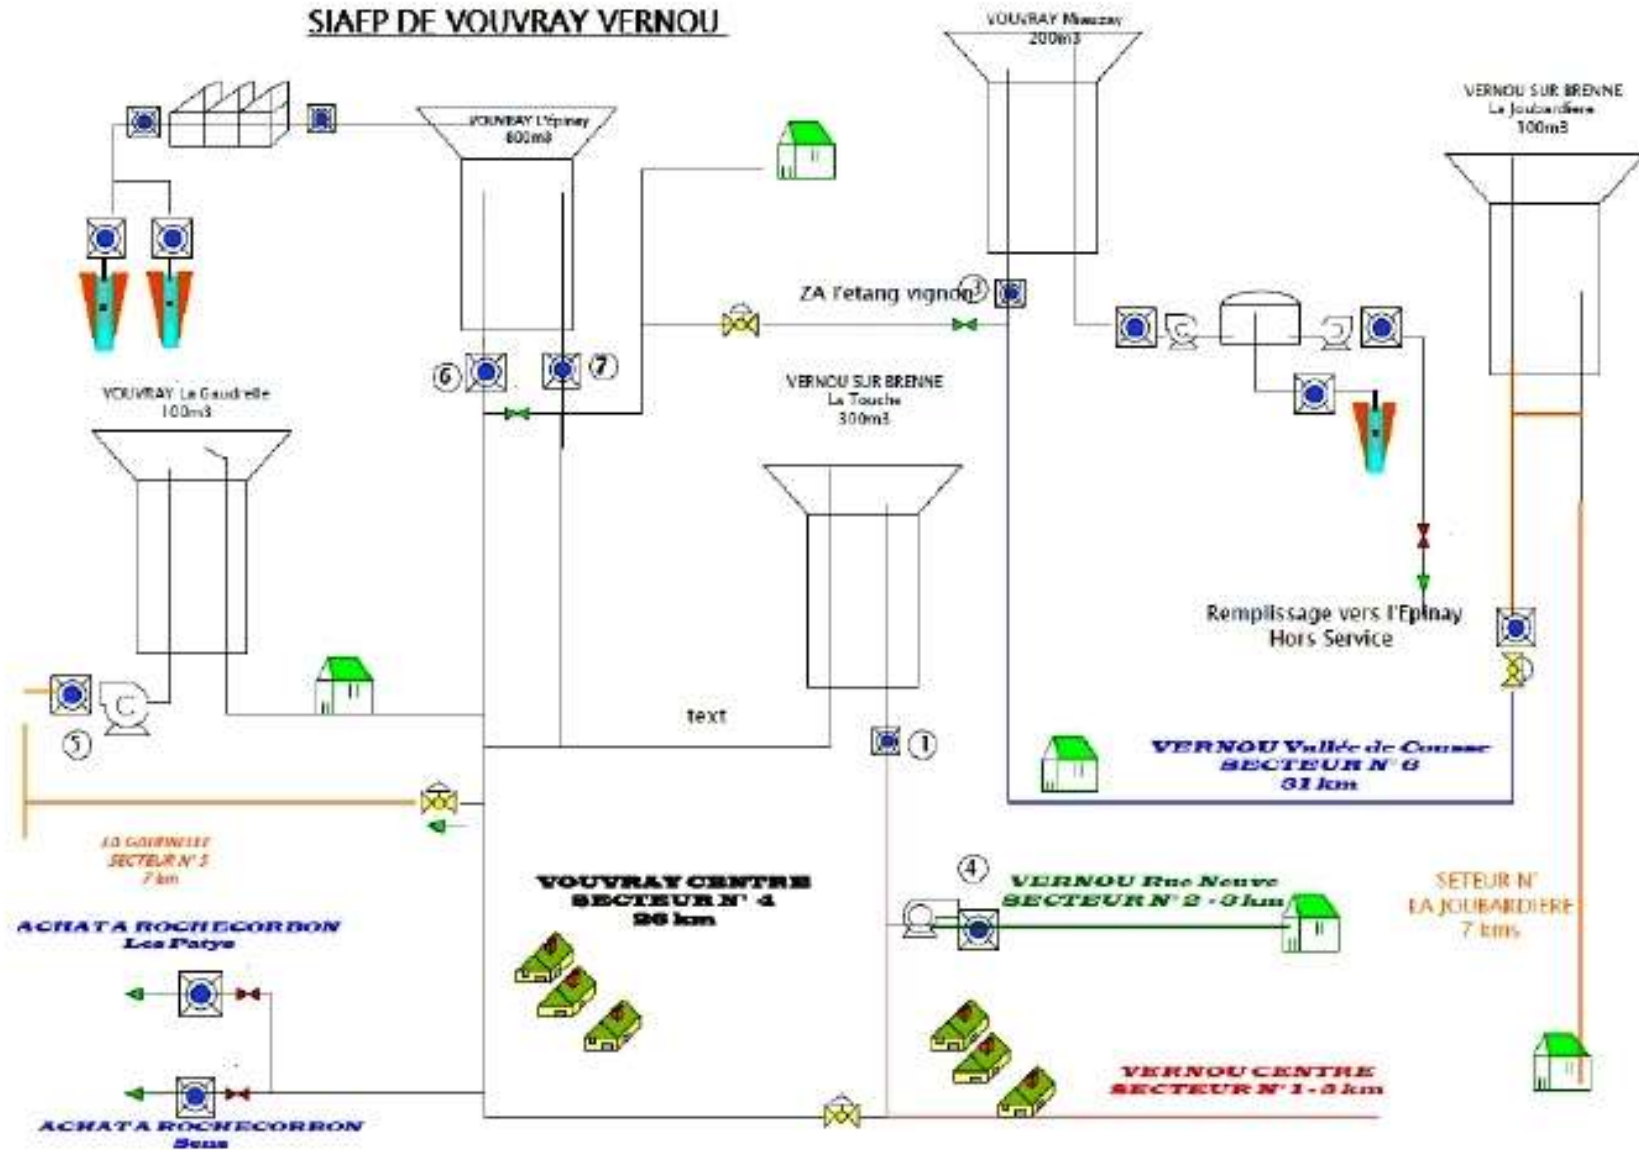 SIAEP DE VOUVRAY VERNOU
VOUVRAY
200m3
VERNOU SUR BRENNE
La Joubardiere
100m3
VOUVRAY L'Epinay
800m3
ZA l'etang vignon
3
6
7
VERNOU SUR BRENNE
La Touche
300m3
VOUVRAY La Gaudrelle
100m3
Remplissage vers l'Epinay
Hors Service
text
5
1
VERNOU Vallée de Cousse
SECTEUR N° 6
31 km
LA GAUDRELLE
SECTEUR N° 5
7 km
VOUVRAY CENTRE
SECTEUR N° 4
26 km
4
VERNOU Rue Neuve
SECTEUR N° 2 - 3 km
SETEUR N°
LA JOUBARDIERE
7 kms
ACHAT A ROCHECORBON
Les Patys
VERNOU CENTRE
SECTEUR N° 1 - 5 km
ACHAT A ROCHECORBON
Sens